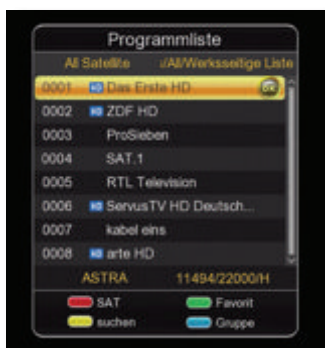 Programmliste
All Satellite :/All/Werksseitige Liste
0001 HD Das Erste HD OK
0002 HD ZDF HD
0003 ProSieben
0004 SAT.1
0005 RTL Television
0006 HD ServusTV HD Deutsch...
0007 kabel eins
0008 HD arte HD
ASTRA 11494/22000/H
SAT Favorit
suchen Gruppe